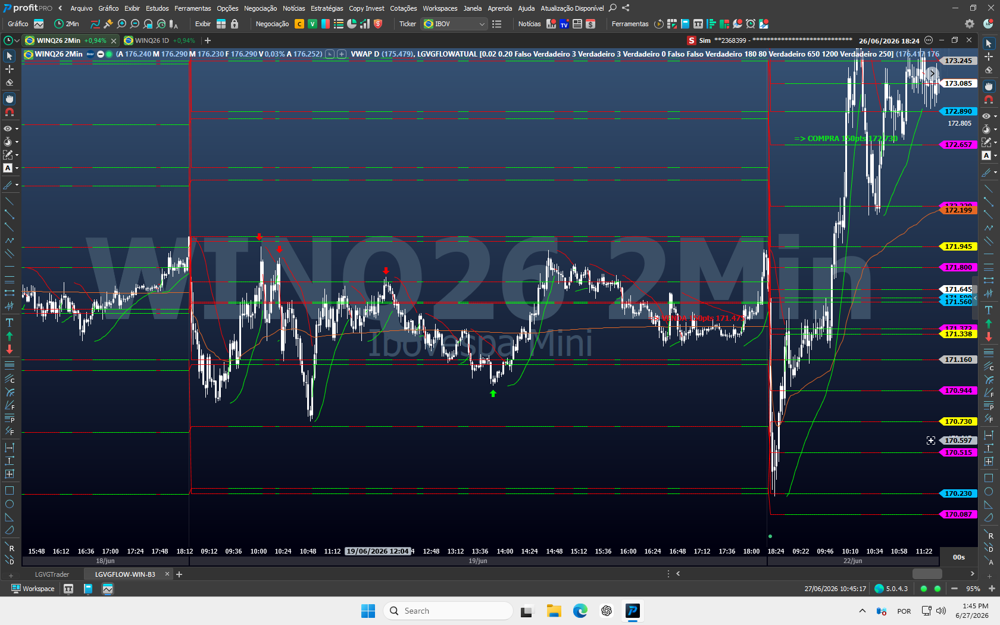 profitPRO
Arquivo Gráfico Exibir Estudos Ferramentas Opções Negociação Notícias Estratégias Copy Invest Cotações Workspaces Janela Aprenda Ajuda Atualização Disponível
Gráfico 2Min Exibir Negociação C V Ticker IBOV Notícias TV Ferramentas
WINQ26 2Min +0,94% WINQ26 1D +0,94% S Sim **2368399 - **************************** 26/06/2026 18:24
WINQ26 2Min (A 176.240 M 176.290 M 176.230 F 176.290 V 0,03% A 176.252) VWAP D (175.479), LGVGFLOWATUAL [0.02 0.20 Falso Verdadeiro 3 Verdadeiro 3 Verdadeiro 0 Falso Falso Verdadeiro 180 80 Verdadeiro 650 1200 Verdadeiro 250] (176.417 176.
173.245
173.085
172.890
172.805
=> COMPRA 150pts 172.730
172.657
172.199
171.945
171.800
171.645
171.560
=> VENDA 150pts 171.475
171.372
171.338
171.160
170.944
170.730
170.597
170.515
170.230
170.087
WINQ26 2Min
Ibovespa Mini
15:48 16:12 16:36 17:00 17:24 17:48 18:12 09:12 09:36 10:00 10:24 10:48 11:12 19/06/2026 12:04 12:48 13:12 13:36 14:00 14:24 14:48 15:12 15:36 16:00 16:24 16:48 17:12 17:36 18:00 18:24 09:22 09:46 10:10 10:34 10:58 11:22
18/jun 19/jun 22/jun
00s
LGVGTrader LGVGFLOW-WIN-B3
Workspace 27/06/2026 10:45:17 5.0.4.3 95%
Search POR 1:45 PM
6/27/2026